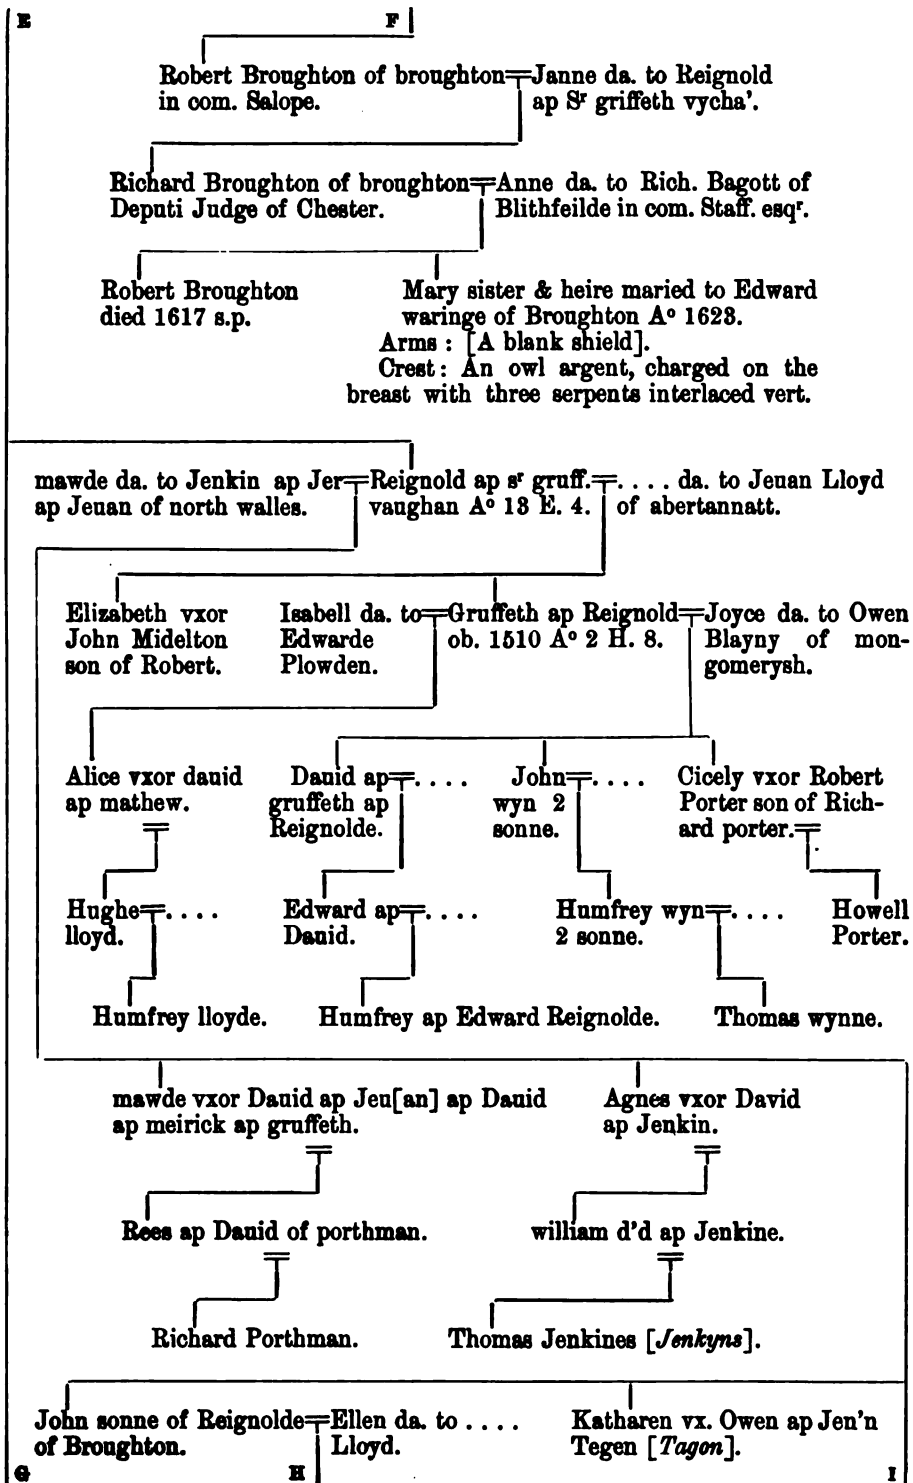 E F
Robert Broughton of broughton=Janne da. to Reignold
in com. Salope. ap Sr griffeth vycha'.
Richard Broughton of broughton=Anne da. to Rich. Bagott of
Deputi Judge of Chester. Blithfeilde in com. Staff. esqr.
Robert Broughton Mary sister & heire maried to Edward
died 1617 s.p. waringe of Broughton Ao 1623.
Arms : [A blank shield].
Crest : An owl argent, charged on the
breast with three serpents interlaced vert.
mawde da. to Jenkin ap Jer=Reignold ap sr gruff.=.... da. to Jeuan Lloyd
ap Jeuan of north walles. vaughan Ao 13 E. 4. of abertannatt.
Elizabeth vxor Isabell da. to=Gruffeth ap Reignold=Joyce da. to Owen
John Midelton Edwarde ob. 1510 Ao 2 H. 8. Blayny of mon-
son of Robert. Plowden. gomerysh.
Alice vxor dauid Dauid ap=.... John=.... Cicely vxor Robert
ap mathew. gruffeth ap wyn 2 Porter son of Rich-
Reignolde. sonne. ard porter.=
Hughe=.... Edward ap=.... Humfrey wyn=.... Howell
lloyd. Dauid. 2 sonne. Porter.
Humfrey lloyde. Humfrey ap Edward Reignolde. Thomas wynne.
mawde vxor Dauid ap Jeu[an] ap Dauid Agnes vxor David
ap meirick ap gruffeth. ap Jenkin.
Rees ap Dauid of porthman. william d'd ap Jenkine.
Richard Porthman. Thomas Jenkines [Jenkyns].
John sonne of Reignolde=Ellen da. to .... Katharen vx. Owen ap Jen'n
of Broughton. Lloyd. Tegen [Tagon].
G H I